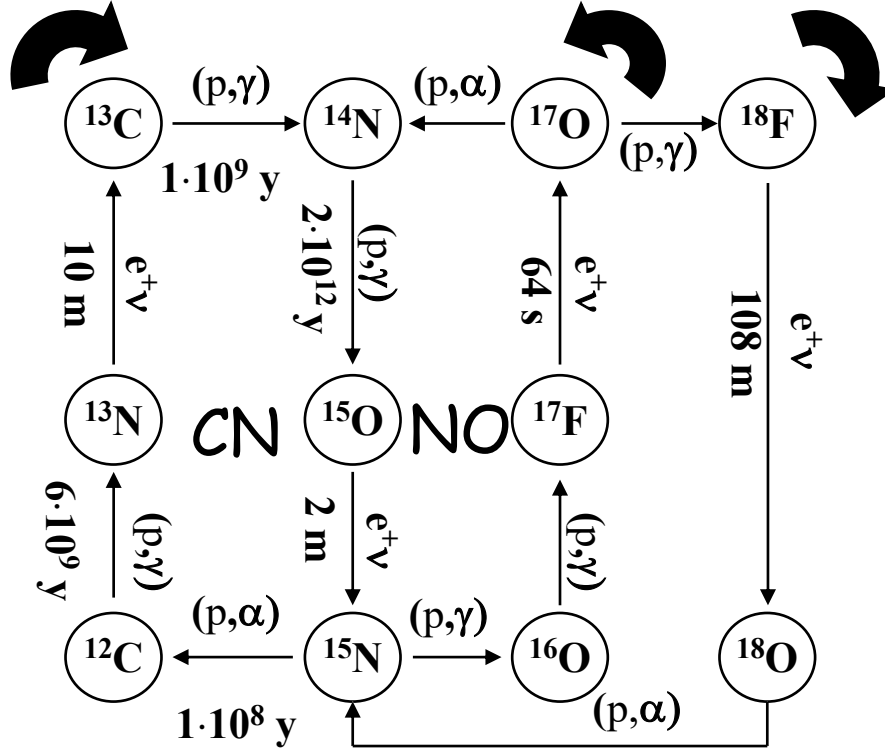 ¹³C
(p,γ)
1·10⁹ y
¹⁴N
(p,α)
¹⁷O
(p,γ)
¹⁸F
10 m
e⁺ν
2·10¹² y
(p,γ)
64 s
e⁺ν
108 m
e⁺ν
¹³N
CN
¹⁵O
NO
¹⁷F
6·10⁹ y
(p,γ)
2 m
e⁺ν
(p,γ)
¹²C
(p,α)
1·10⁸ y
¹⁵N
(p,γ)
¹⁶O
(p,α)
¹⁸O